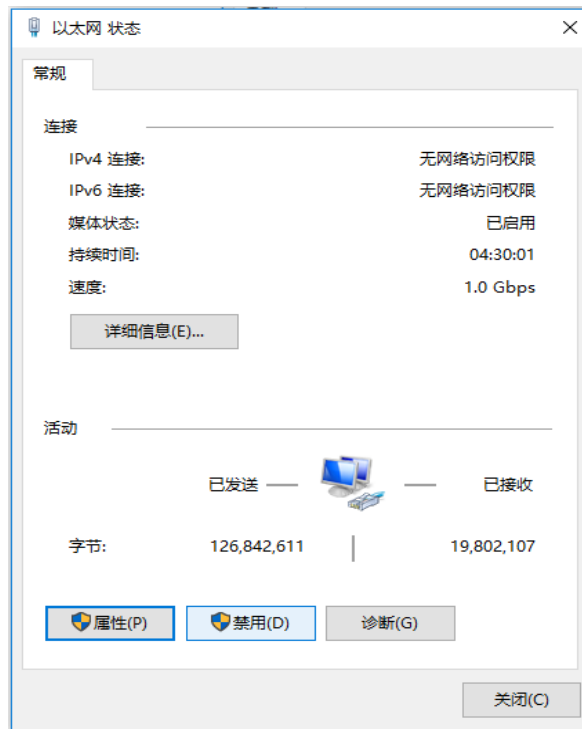 以太网 状态
常规
连接
IPv4 连接: 无网络访问权限
IPv6 连接: 无网络访问权限
媒体状态: 已启用
持续时间: 04:30:01
速度: 1.0 Gbps
详细信息(E)...
活动
已发送 已接收
字节: 126,842,611 19,802,107
属性(P) 禁用(D) 诊断(G)
关闭(C)